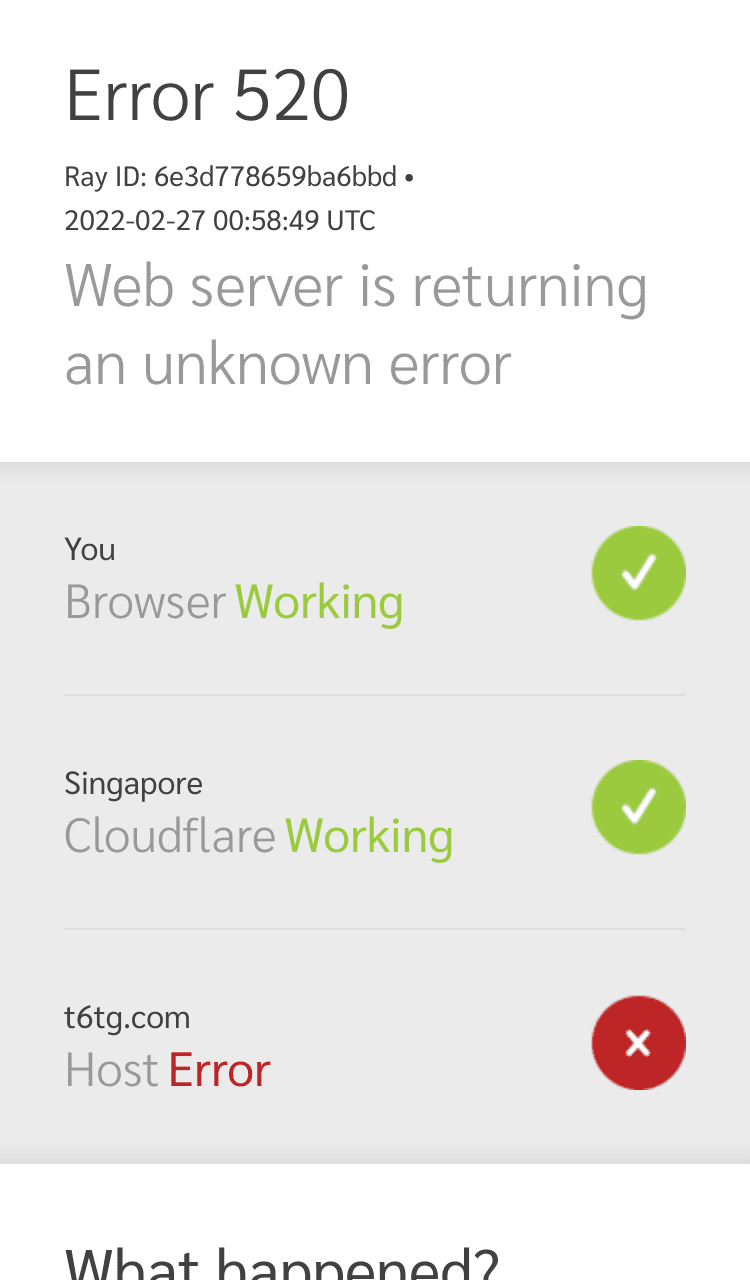 Error 520
Ray ID: 6e3d778659ba6bbd •
2022-02-27 00:58:49 UTC
Web server is returning
an unknown error
You
Browser Working
Singapore
Cloudflare Working
t6tg.com
Host Error
What happened?